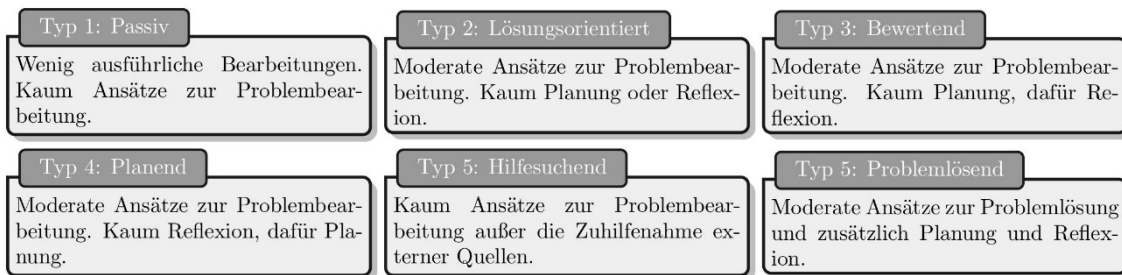 Typ 1: Passiv
Wenig ausführliche Bearbeitungen.
Kaum Ansätze zur Problembear-
beitung.
Typ 2: Lösungsorientiert
Moderate Ansätze zur Problembear-
beitung. Kaum Planung oder Reflex-
ion.
Typ 3: Bewertend
Moderate Ansätze zur Problembear-
beitung. Kaum Planung, dafür Re-
flexion.
Typ 4: Planend
Moderate Ansätze zur Problembear-
beitung. Kaum Reflexion, dafür Pla-
nung.
Typ 5: Hilfesuchend
Kaum Ansätze zur Problembear-
beitung außer die Zuhilfenahme ex-
terner Quellen.
Typ 5: Problemlösend
Moderate Ansätze zur Problemlösung
und zusätzlich Planung und Reflex-
ion.